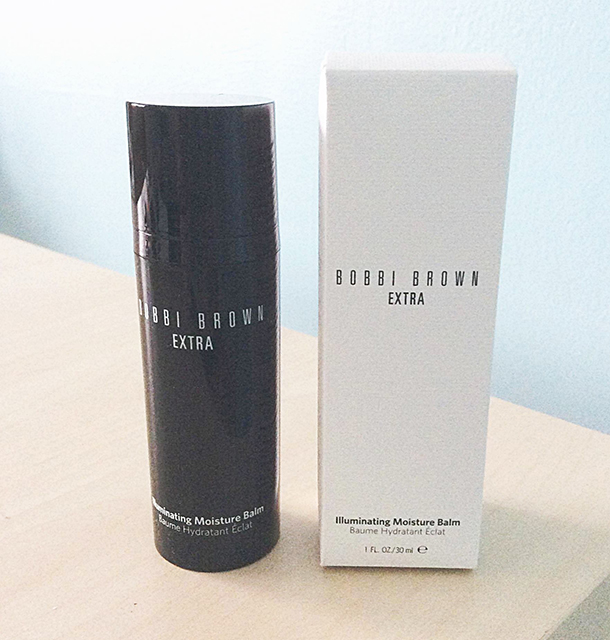 BOBBI BROWN
EXTRA
Illuminating Moisture Balm
Baume Hydratant Éclat
BOBBI BROWN
EXTRA
Illuminating Moisture Balm
Baume Hydratant Éclat
1 FL. OZ./30 ml ℮